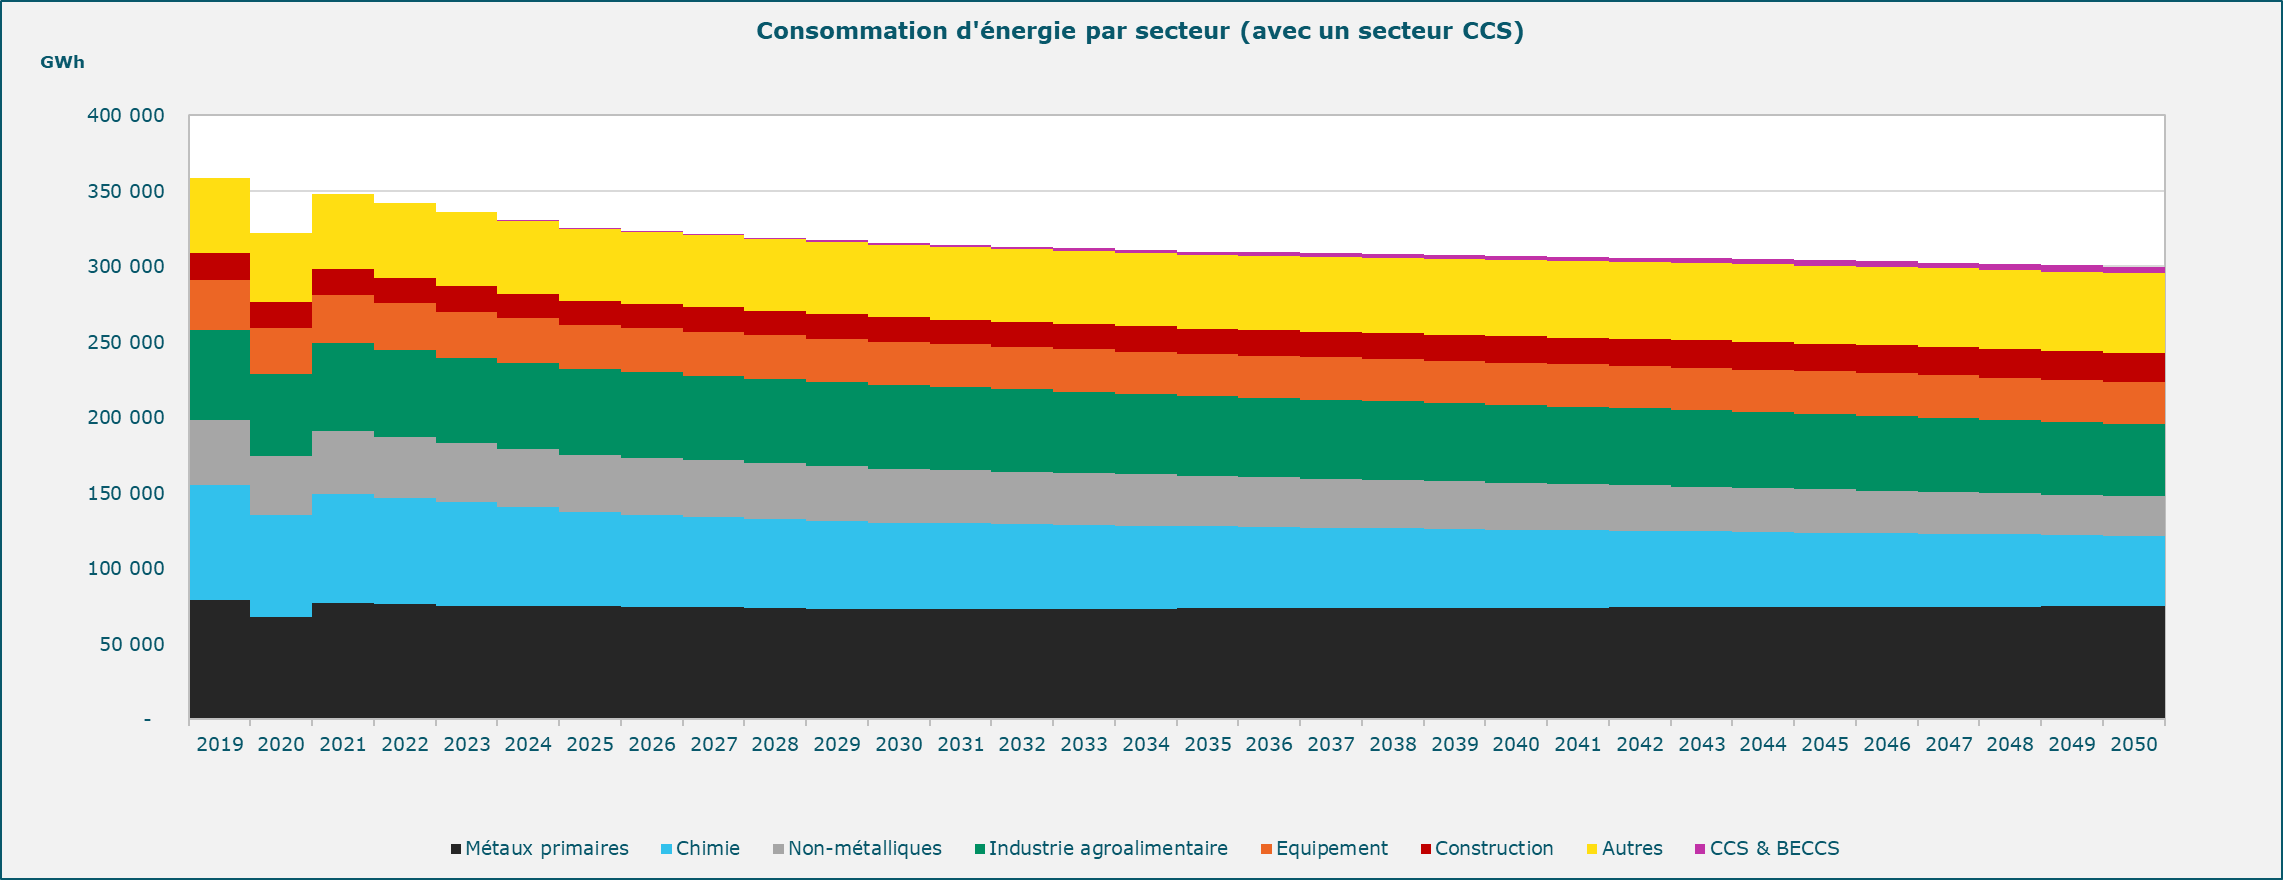 Consommation d'énergie par secteur (avec un secteur CCS)
GWh
400 000
350 000
300 000
250 000
200 000
150 000
100 000
50 000
-
2019 2020 2021 2022 2023 2024 2025 2026 2027 2028 2029 2030 2031 2032 2033 2034 2035 2036 2037 2038 2039 2040 2041 2042 2043 2044 2045 2046 2047 2048 2049 2050
Métaux primaires Chimie Non-métalliques Industrie agroalimentaire Equipement Construction Autres CCS & BECCS